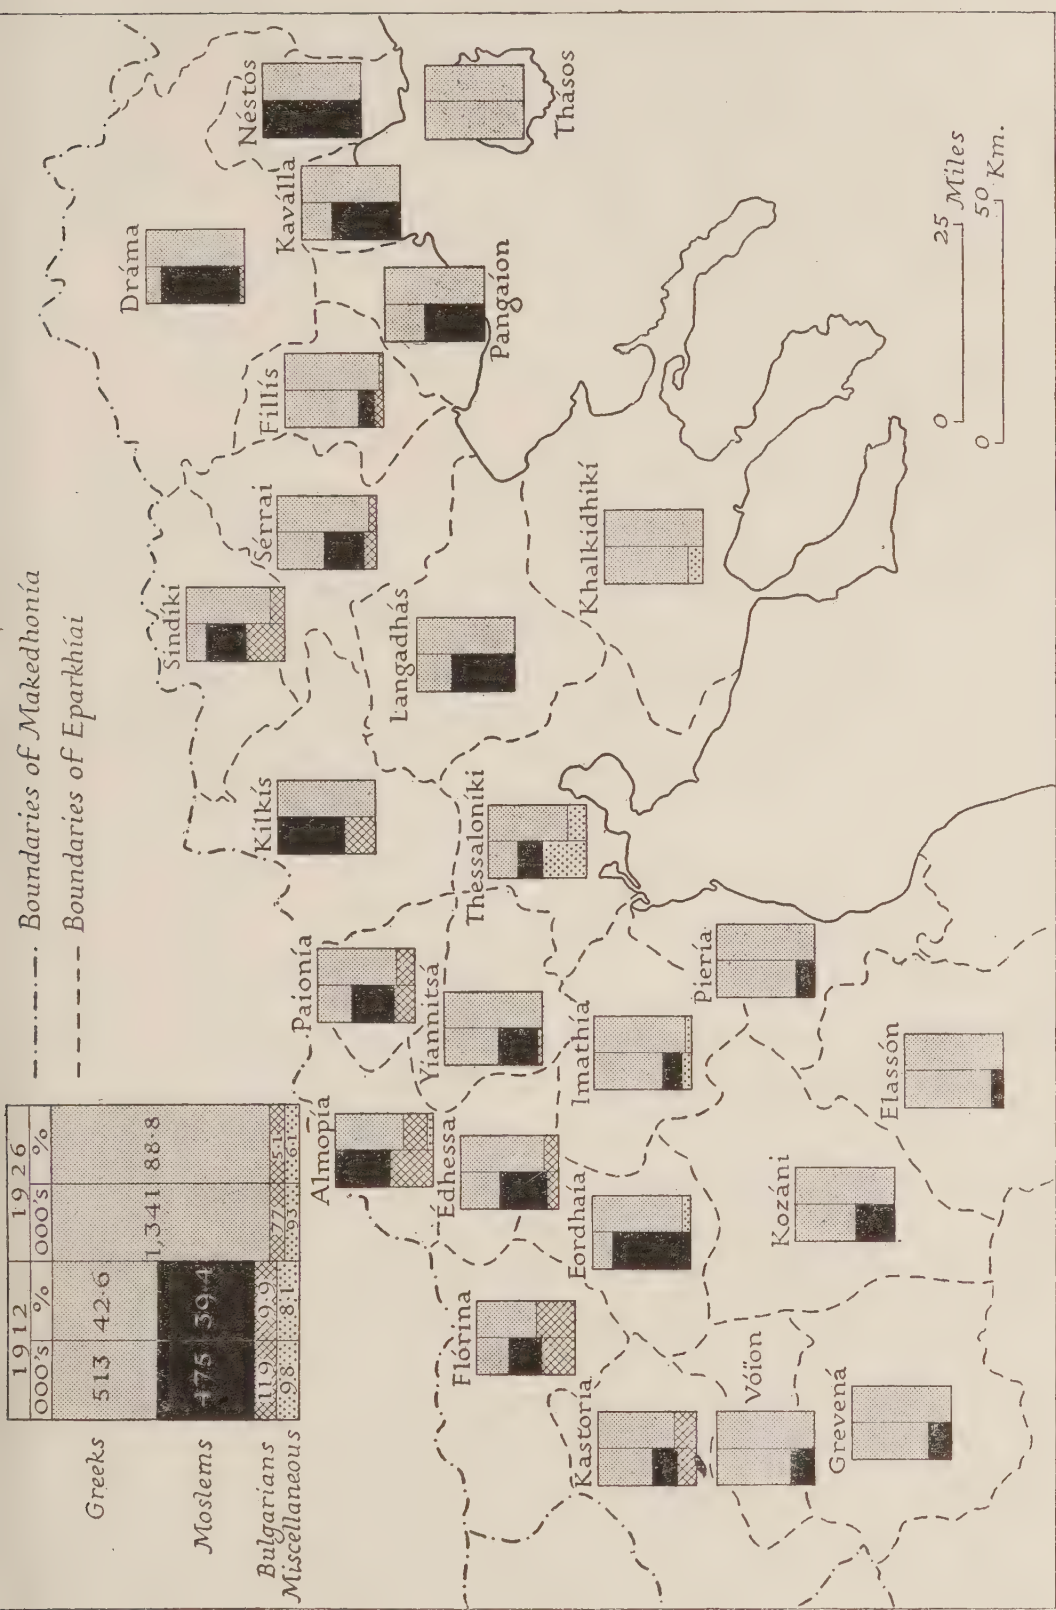 1912 1926
000's % 000's %
Greeks 513 42·6 1,341 88·8
Moslems 475 39·4
Bulgarians 119 9·9 77 5·1
Miscellaneous 98 8·1 93 6·1
Boundaries of Makedhonía
Boundaries of Eparkhíai
Flórina
Kastoria
Vóïon
Grevená
Almopía
Édhessa
Eordhaía
Kozáni
Elassón
Paionía
Yiannitsá
Imathía
Piería
Kilkís
Thessaloníki
Sindíki
Sérrai
Langadhás
Khalkidhikí
Fillís
Dráma
Pangaíon
Kaválla
Néstos
Thásos
0 25 Miles
0 50 Km.